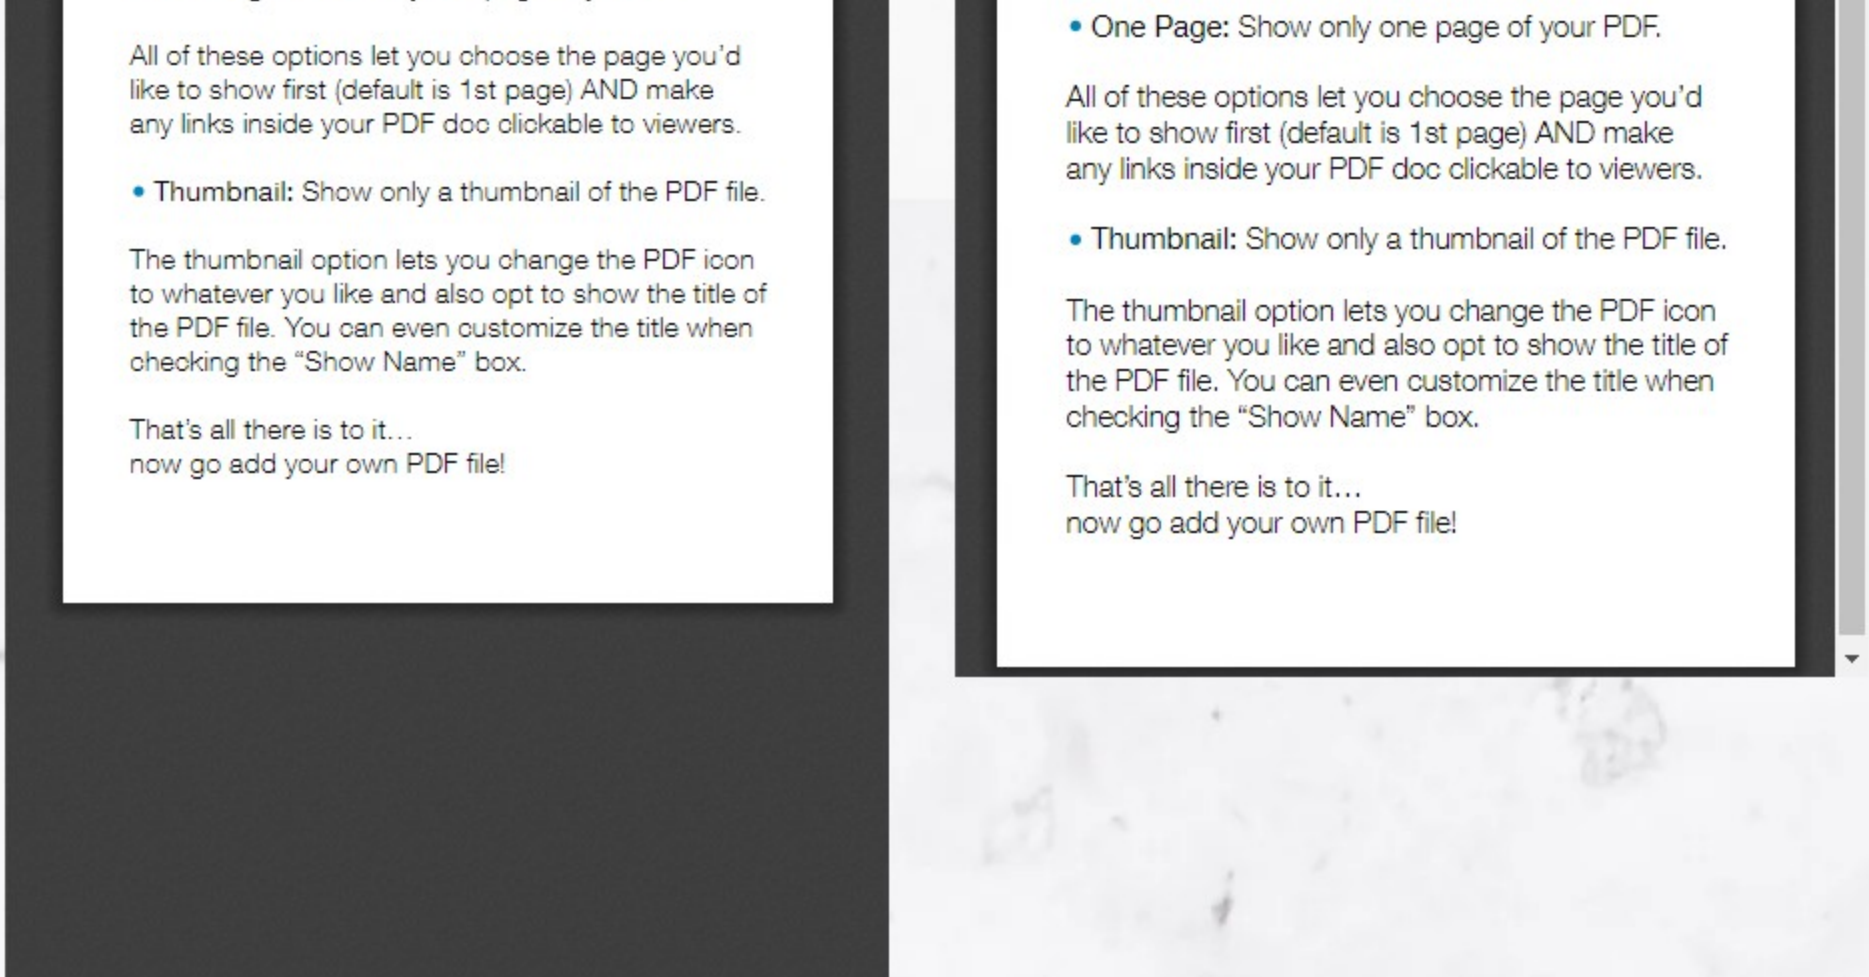 All of these options let you choose the page you’d
like to show first (default is 1st page) AND make
any links inside your PDF doc clickable to viewers.
• Thumbnail: Show only a thumbnail of the PDF file.
The thumbnail option lets you change the PDF icon
to whatever you like and also opt to show the title of
the PDF file. You can even customize the title when
checking the “Show Name” box.
That’s all there is to it…
now go add your own PDF file!
• One Page: Show only one page of your PDF.
All of these options let you choose the page you’d
like to show first (default is 1st page) AND make
any links inside your PDF doc clickable to viewers.
• Thumbnail: Show only a thumbnail of the PDF file.
The thumbnail option lets you change the PDF icon
to whatever you like and also opt to show the title of
the PDF file. You can even customize the title when
checking the “Show Name” box.
That’s all there is to it…
now go add your own PDF file!